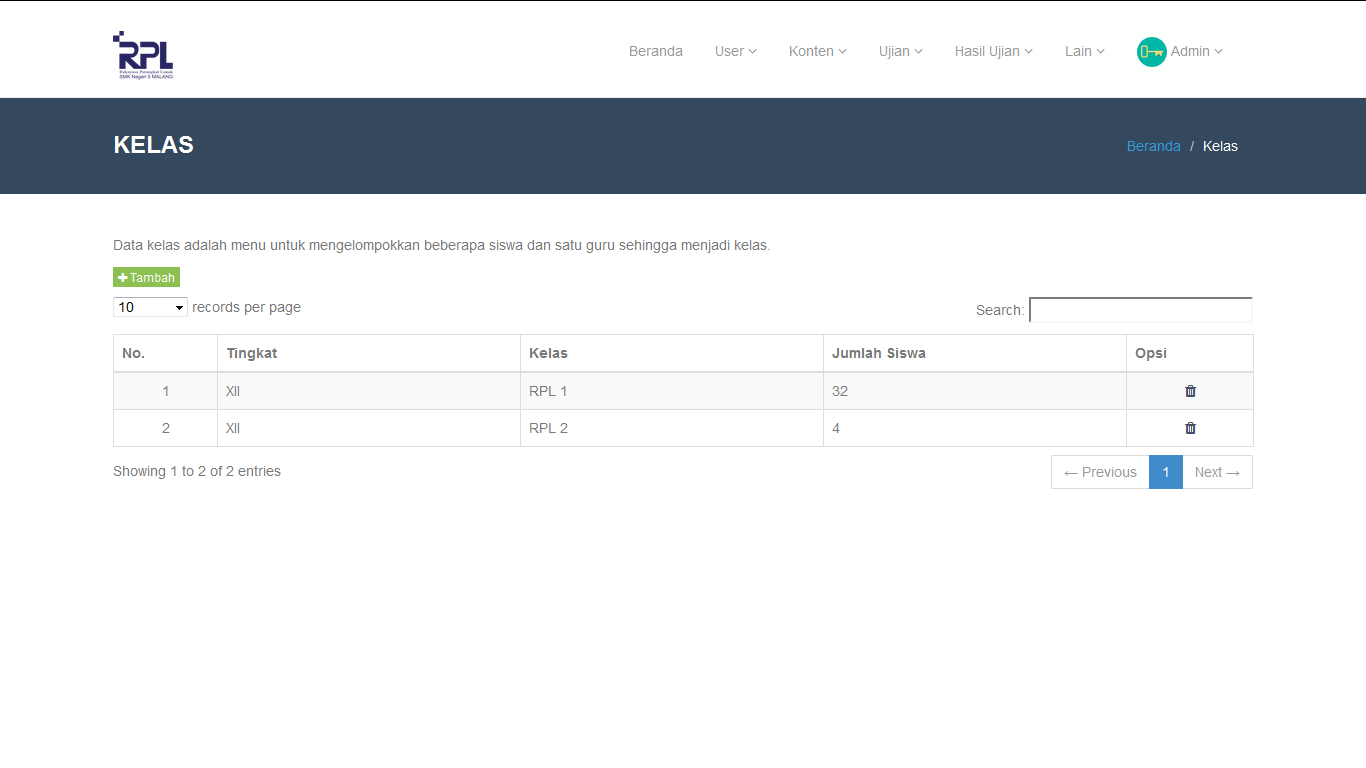 RPL
Rekayasa Perangkat Lunak
SMK Negeri 5 MALANG
Beranda User Konten Ujian Hasil Ujian Lain Admin
KELAS
Beranda / Kelas
Data kelas adalah menu untuk mengelompokkan beberapa siswa dan satu guru sehingga menjadi kelas.
Tambah
10 records per page
Search:
No. Tingkat Kelas Jumlah Siswa Opsi
1 XII RPL 1 32
2 XII RPL 2 4
Showing 1 to 2 of 2 entries
← Previous 1 Next →